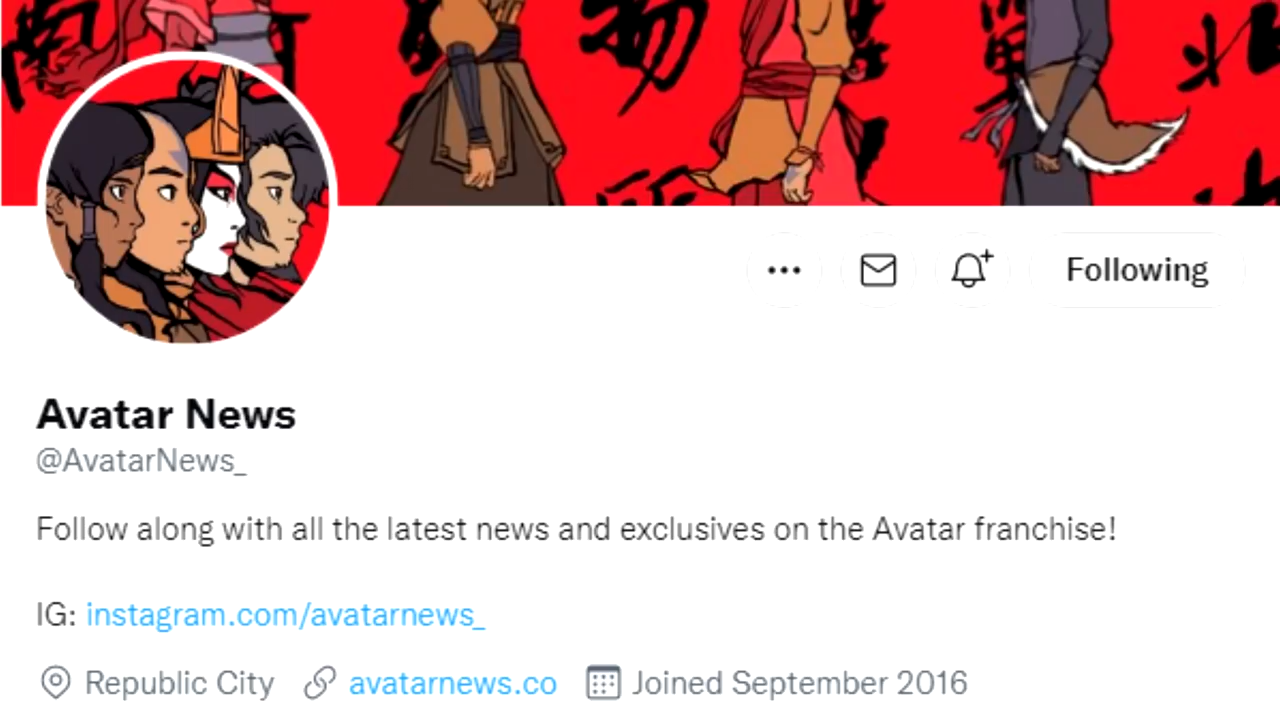 Following
Avatar News
@AvatarNews_
Follow along with all the latest news and exclusives on the Avatar franchise!
IG: instagram.com/avatarnews_
Republic City avatarnews.co Joined September 2016